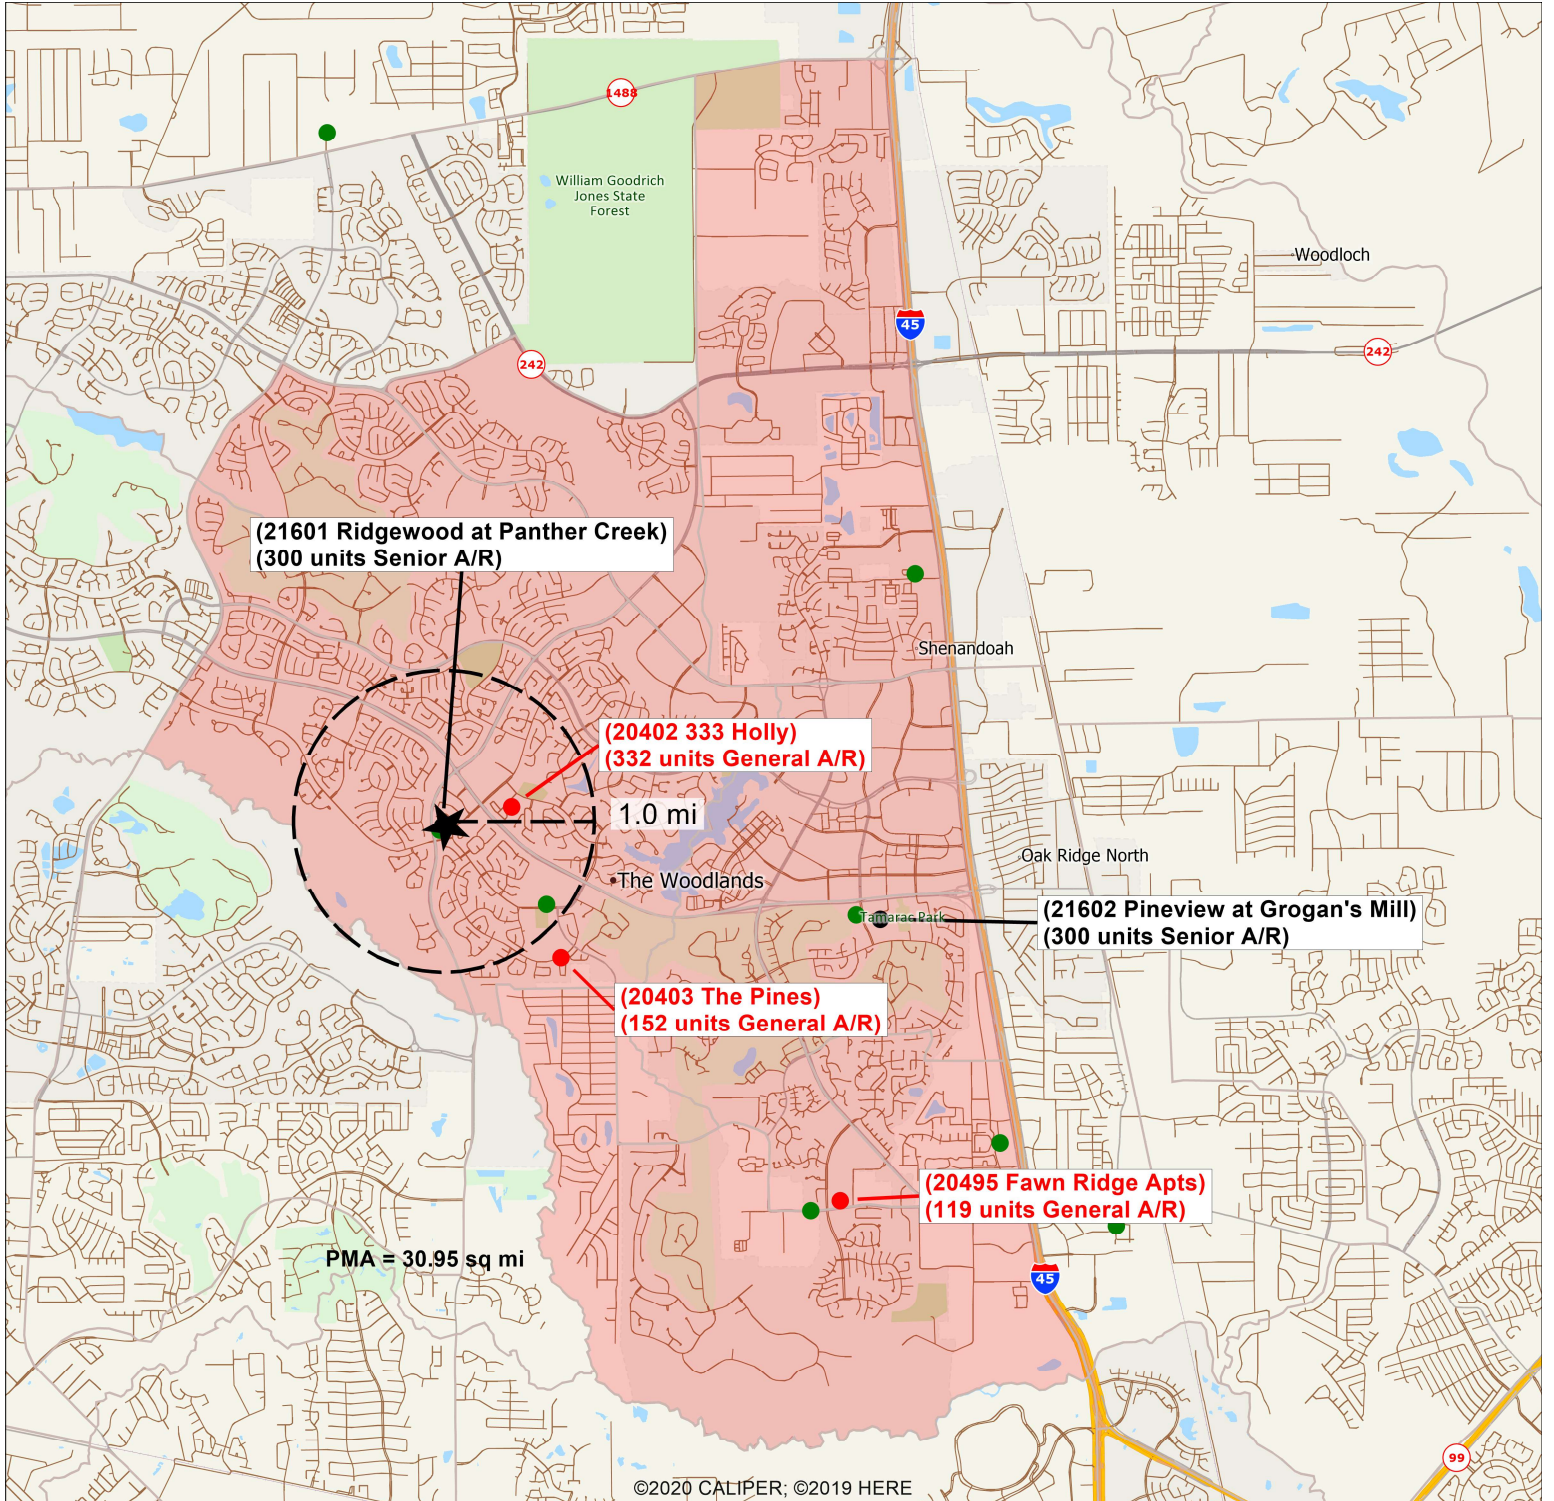 1488
William Goodrich
Jones State
Forest
Woodloch
45
242
242
(21601 Ridgewood at Panther Creek)
(300 units Senior A/R)
Shenandoah
(20402 333 Holly)
(332 units General A/R)
1.0 mi
Oak Ridge North
The Woodlands
Tamarac Park
(21602 Pineview at Grogan's Mill)
(300 units Senior A/R)
(20403 The Pines)
(152 units General A/R)
(20495 Fawn Ridge Apts)
(119 units General A/R)
PMA = 30.95 sq mi
45
99
©2020 CALIPER; ©2019 HERE